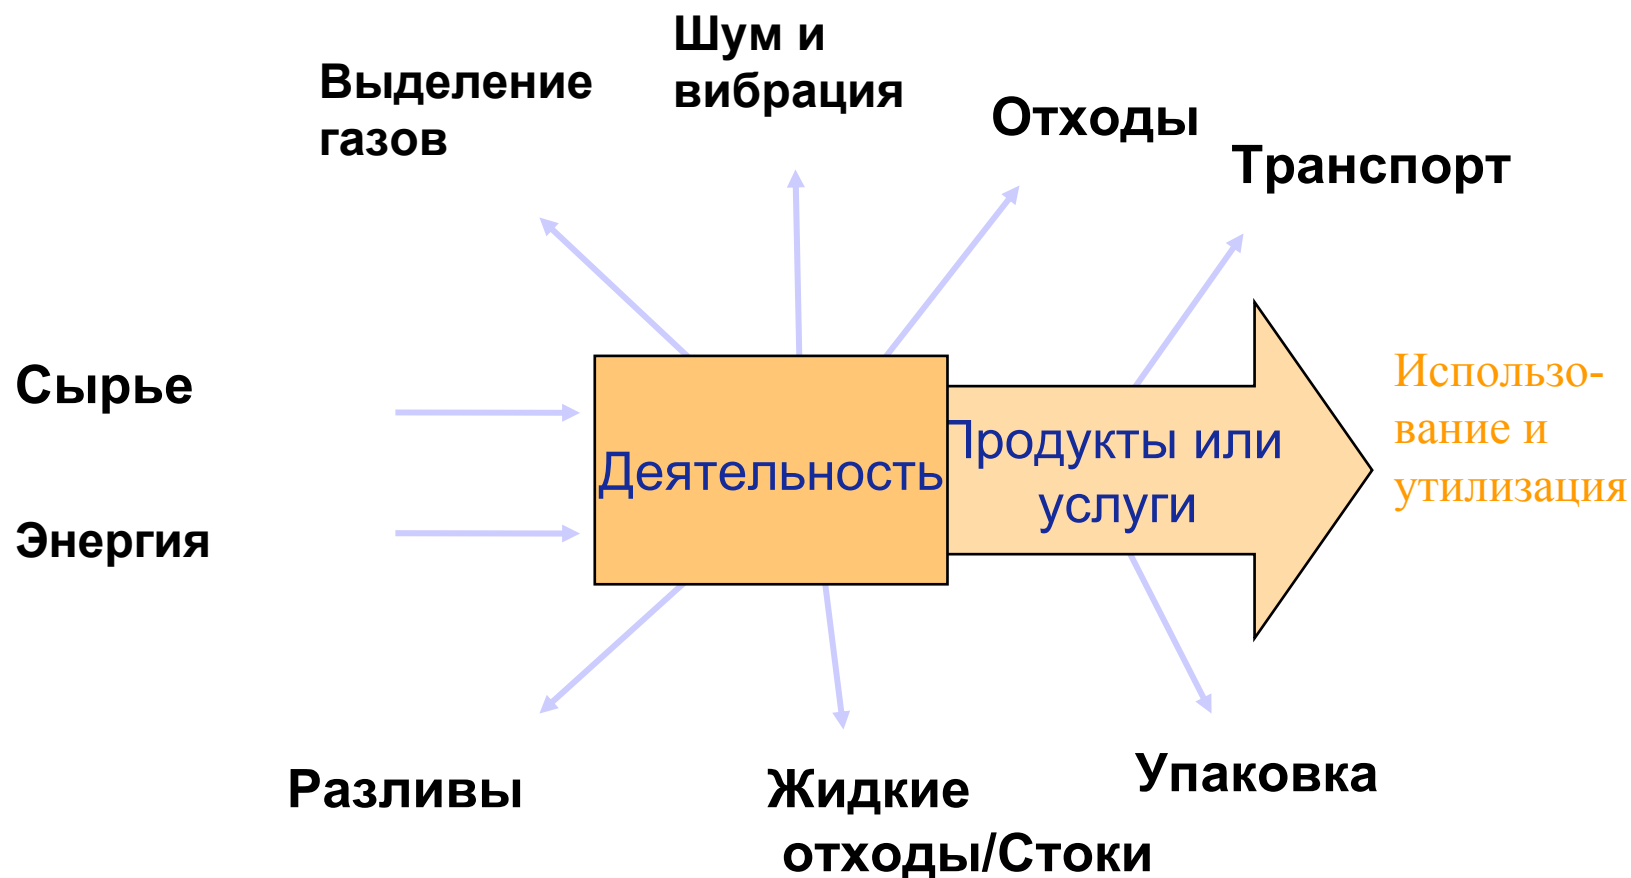 Шум и
вибрация
Выделение
газов
Отходы
Транспорт
Сырье
Энергия
Деятельность
Продукты или
услуги
Использо-
вание и
утилизация
Разливы
Жидкие
отходы/Стоки
Упаковка